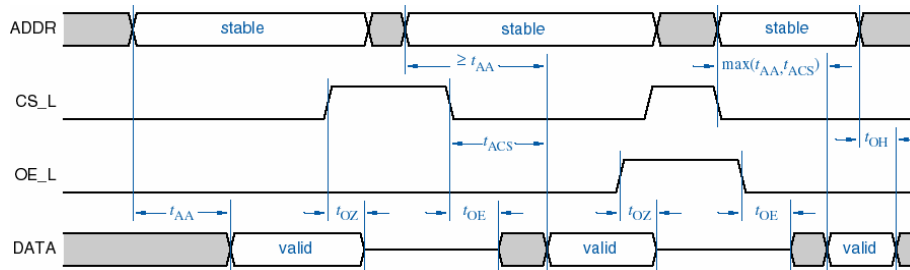 ADDR stable stable stable
≥ tAA max(tAA,tACS)
CS_L
tACS tOH
OE_L
tAA tOZ tOE tOZ tOE
DATA valid valid valid